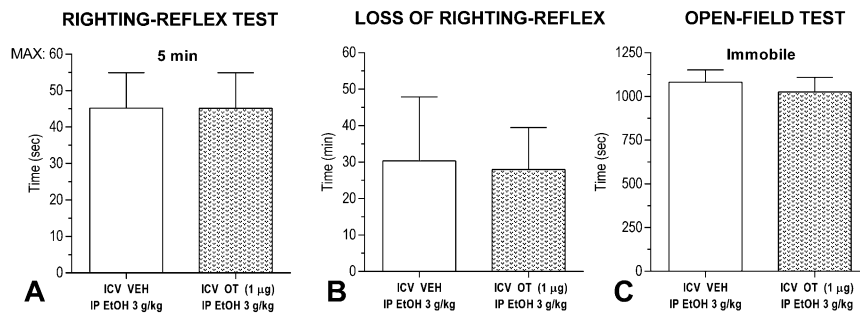 RIGHTING-REFLEX TEST
MAX:
5 min
60
50
40
30
20
10
0
Time (sec)
ICV VEH
IP EtOH 3 g/kg
ICV OT (1 µg)
IP EtOH 3 g/kg
A
LOSS OF RIGHTING-REFLEX
60
50
40
30
20
10
0
Time (min)
ICV VEH
IP EtOH 3 g/kg
ICV OT (1 µg)
IP EtOH 3 g/kg
B
OPEN-FIELD TEST
Immobile
1250
1000
750
500
250
0
Time (sec)
ICV VEH
IP EtOH 3 g/kg
ICV OT (1 µg)
IP EtOH 3 g/kg
C